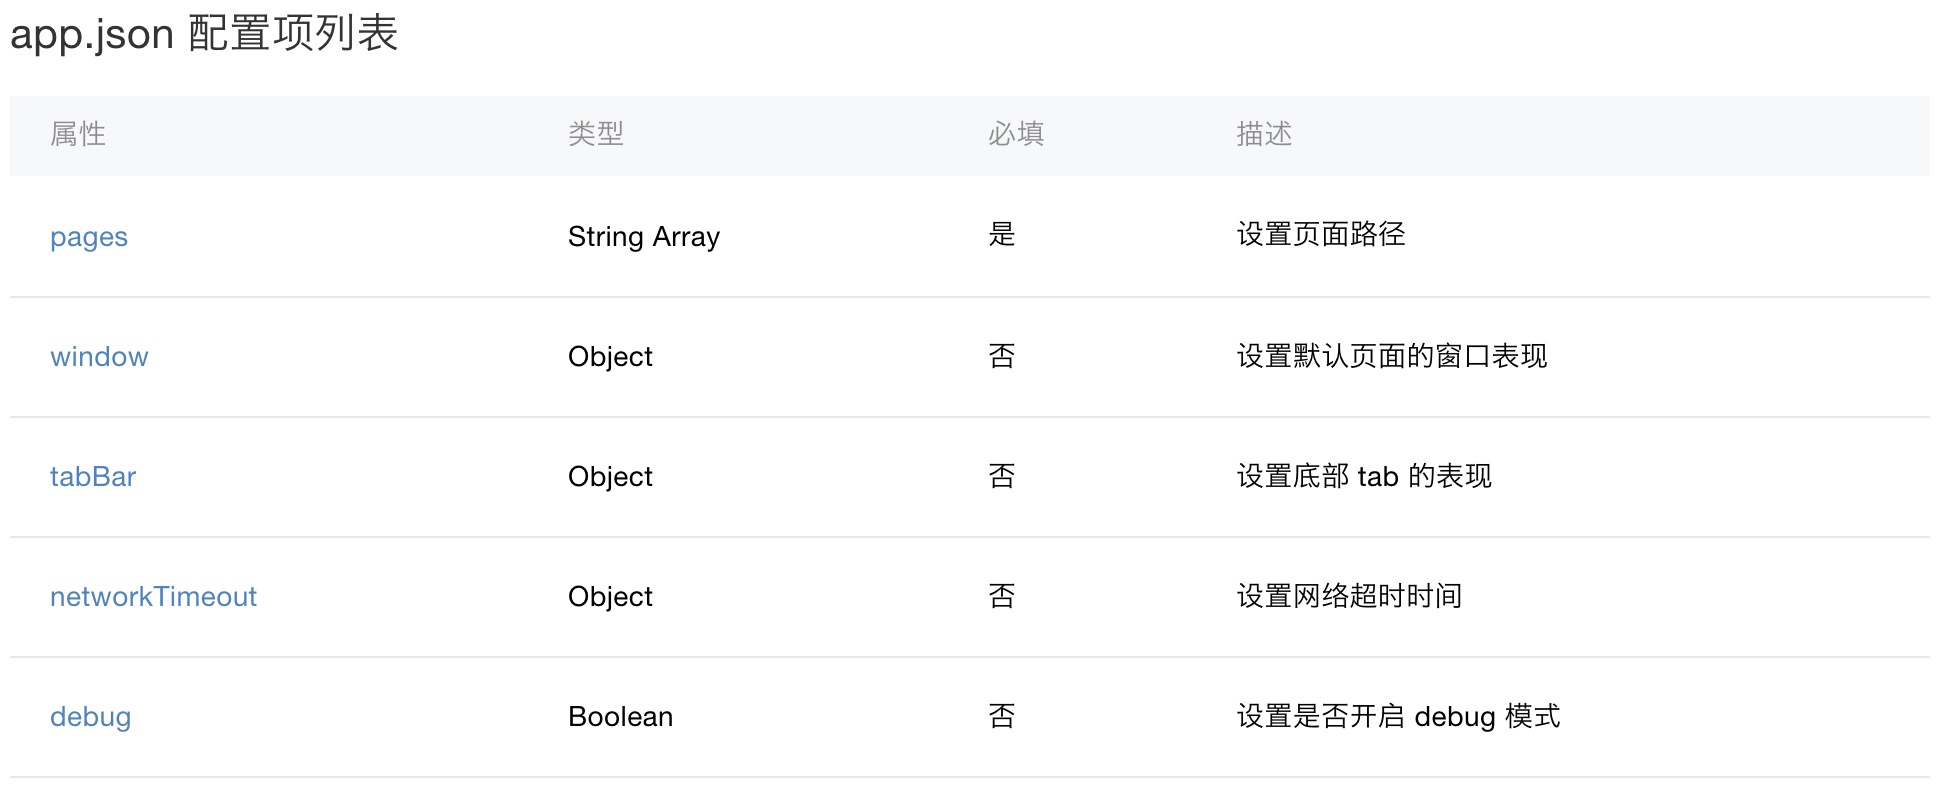 app.json 配置项列表
属性 类型 必填 描述
pages String Array 是 设置页面路径
window Object 否 设置默认页面的窗口表现
tabBar Object 否 设置底部 tab 的表现
networkTimeout Object 否 设置网络超时时间
debug Boolean 否 设置是否开启 debug 模式